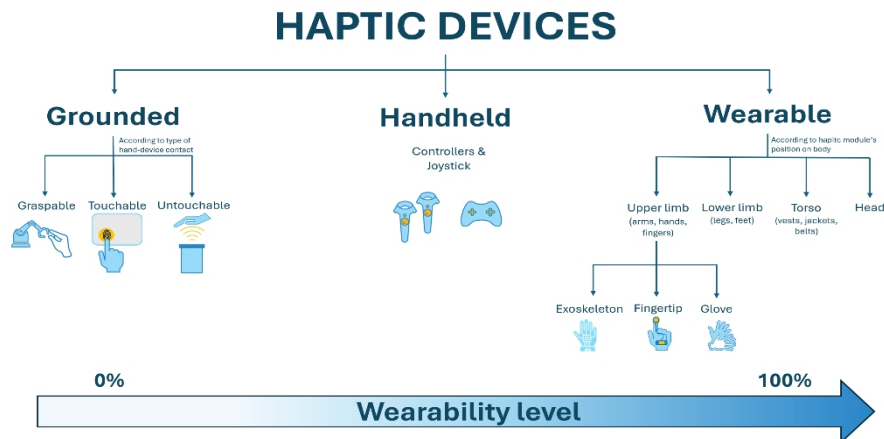 HAPTIC DEVICES
Grounded
According to type of
hand-device contact
Graspable
Touchable
Untouchable
Handheld
Controllers &
Joystick
Wearable
According to hapitc module's
position on body
Upper limb
(arms, hands,
fingers)
Lower limb
(legs, feet)
Torso
(vests, jackets,
belts)
Head
Exoskeleton
Fingertip
Glove
0%
100%
Wearability level